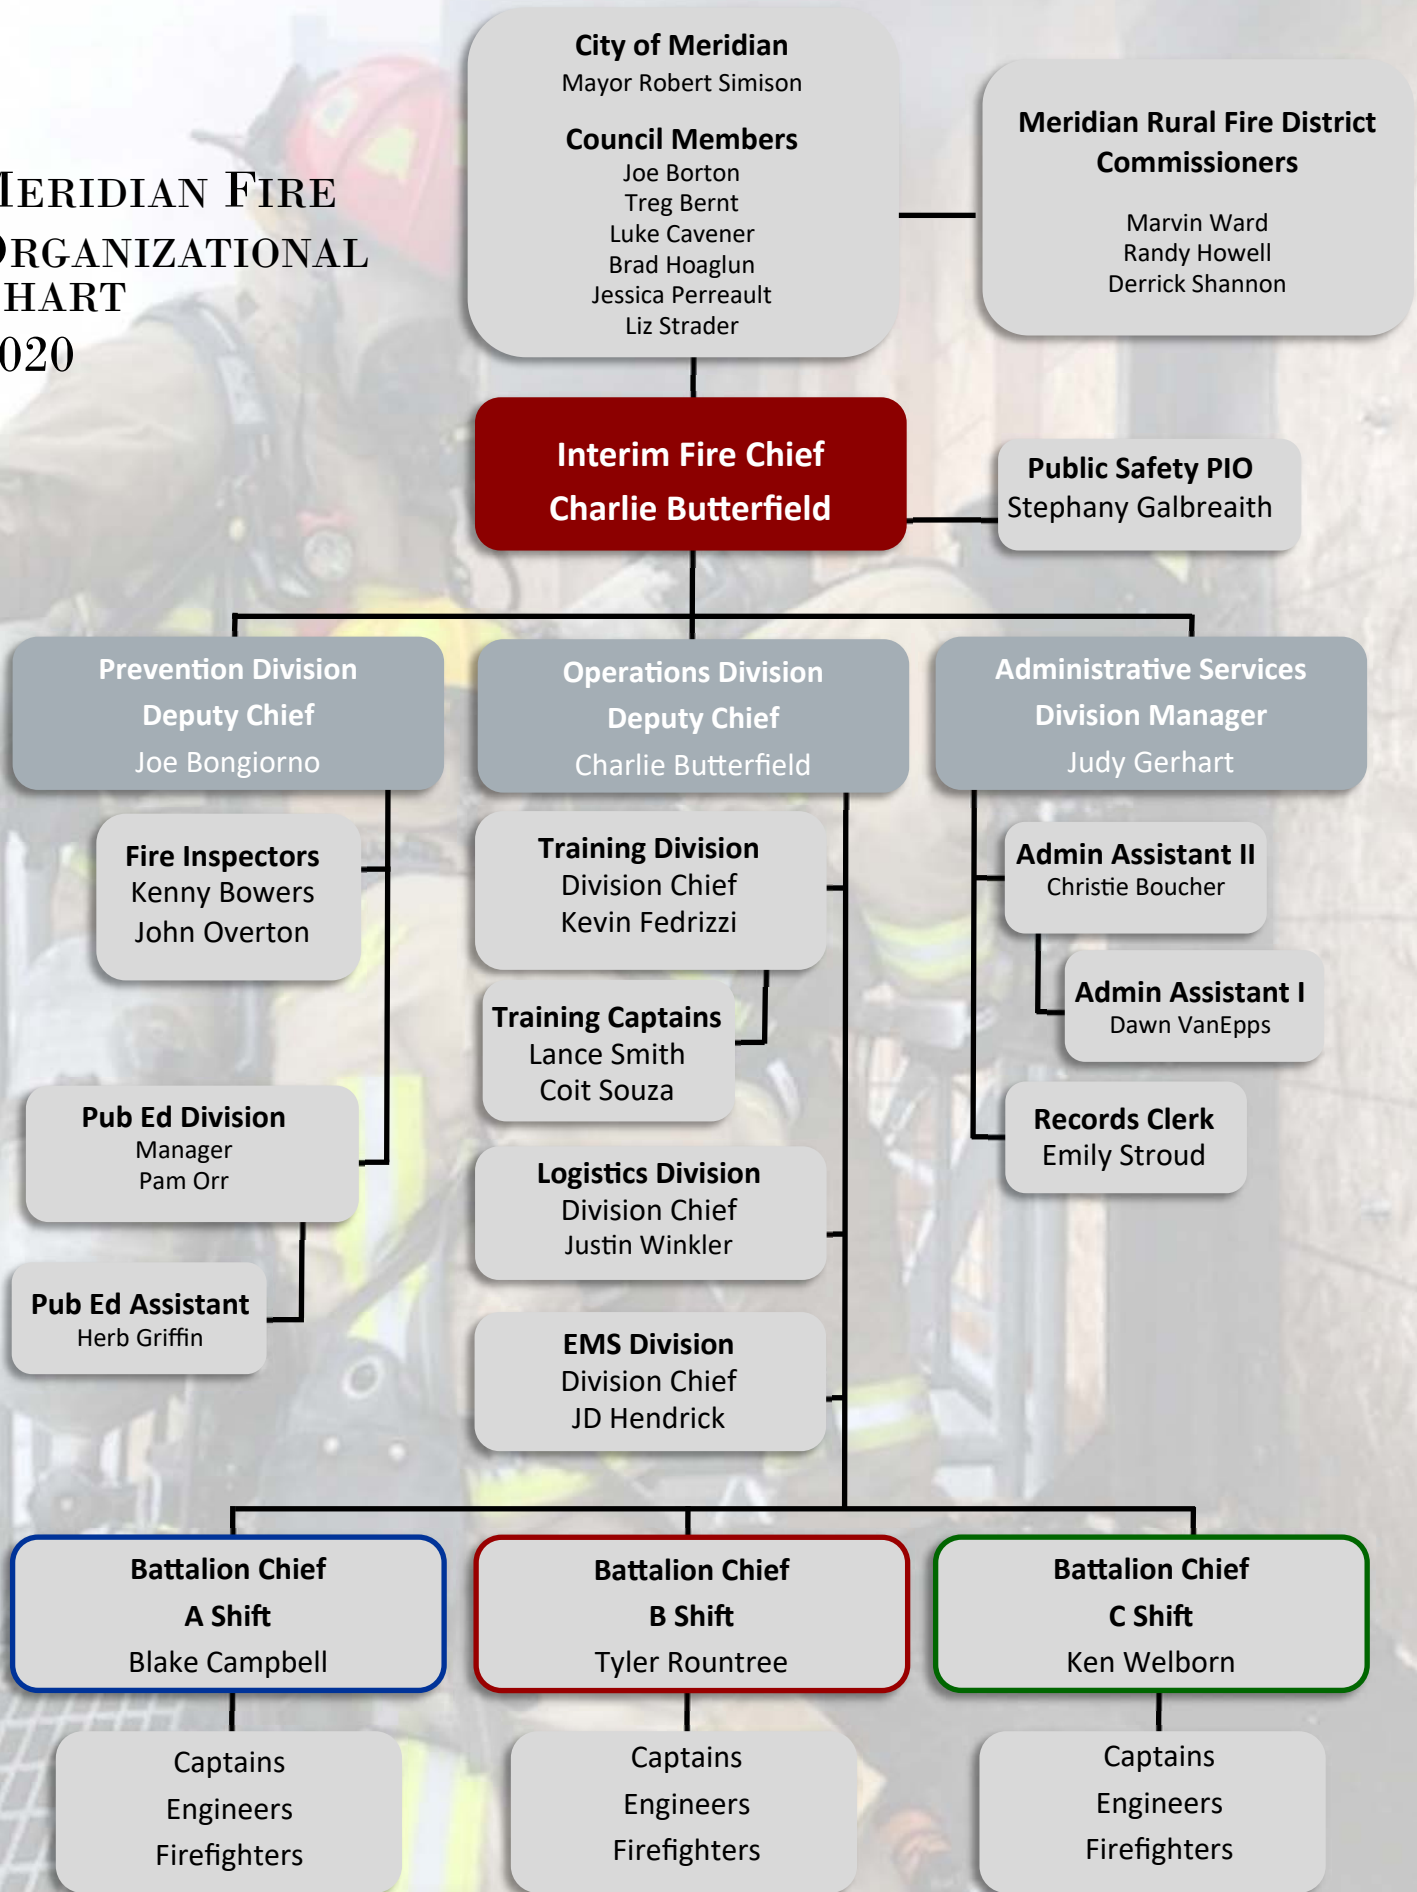 MERIDIAN FIRE
ORGANIZATIONAL
HART
020
City of Meridian
Mayor Robert Simison
Council Members
Joe Borton
Treg Bernt
Luke Cavener
Brad Hoaglun
Jessica Perreault
Liz Strader
Meridian Rural Fire District
Commissioners
Marvin Ward
Randy Howell
Derrick Shannon
Interim Fire Chief
Charlie Butterfield
Public Safety PIO
Stephany Galbreaith
Prevention Division
Deputy Chief
Joe Bongiorno
Operations Division
Deputy Chief
Charlie Butterfield
Administrative Services
Division Manager
Judy Gerhart
Fire Inspectors
Kenny Bowers
John Overton
Pub Ed Division
Manager
Pam Orr
Pub Ed Assistant
Herb Griffin
Training Division
Division Chief
Kevin Fedrizzi
Training Captains
Lance Smith
Coit Souza
Logistics Division
Division Chief
Justin Winkler
EMS Division
Division Chief
JD Hendrick
Admin Assistant II
Christie Boucher
Admin Assistant I
Dawn VanEpps
Records Clerk
Emily Stroud
Battalion Chief
A Shift
Blake Campbell
Captains
Engineers
Firefighters
Battalion Chief
B Shift
Tyler Rountree
Captains
Engineers
Firefighters
Battalion Chief
C Shift
Ken Welborn
Captains
Engineers
Firefighters